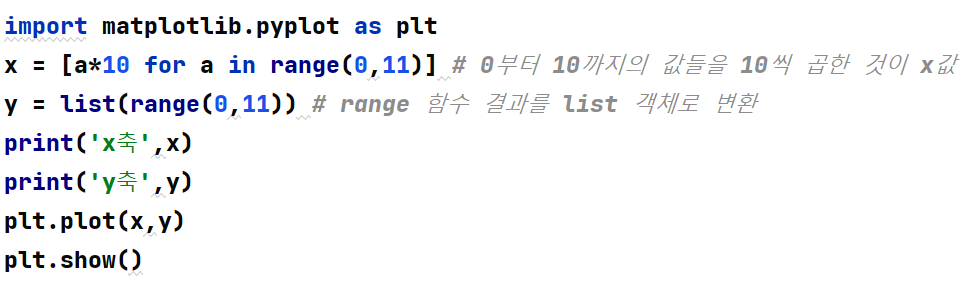 import matplotlib.pyplot as plt
x = [a*10 for a in range(0,11)] # 0부터 10까지의 값들을 10씩 곱한 것이 x값
y = list(range(0,11)) # range 함수 결과를 list 객체로 변환
print('x축',x)
print('y축',y)
plt.plot(x,y)
plt.show()